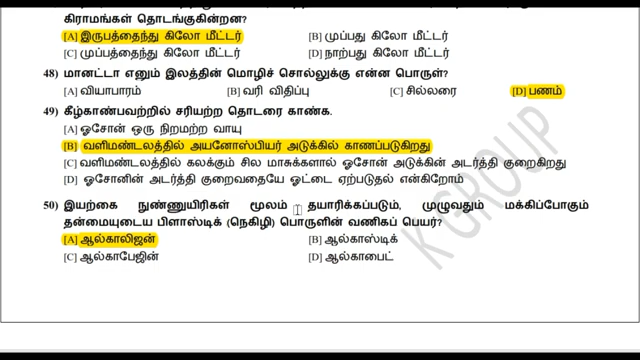 கிராமங்கள் தொடங்குகின்றன?
[A] இருபத்தைந்து கிலோ மீட்டர் [B] முப்பது கிலோ மீட்டர்
[C] முப்பத்தைந்து கிலோ மீட்டர் [D] நாற்பது கிலோ மீட்டர்
48) மானட்டா எனும் இலத்தின் மொழிச் சொல்லுக்கு என்ன பொருள்?
[A] வியாபாரம் [B] வரி விதிப்பு [C] சில்லரை [D] பணம்
49) கீழ்காண்பவற்றில் சரியற்ற தொடரை காண்க.
[A] ஓசோன் ஒரு நிறமற்ற வாயு
[B] வளிமண்டலத்தில் அயனோஸ்பியர் அடுக்கில் காணப்படுகிறது
[C] வளிமண்டலத்தில் கலக்கும் சில மாசுக்களால் ஓசோன் அடுக்கின் அடர்த்தி குறைகிறது
[D] ஓசோனின் அடர்த்தி குறைவதையே ஓட்டை ஏற்படுதல் என்கிறோம்
50) இயற்கை நுண்ணுயிரிகள் மூலம் தயாரிக்கப்படும், முழுவதும் மக்கிப்போகும்
தன்மையுடைய பிளாஸ்டிக் (நெகிழி) பொருளின் வணிகப் பெயர்?
[A] ஆல்காலிஜன் [B] ஆல்காஸ்டிக்
[C] ஆல்காபேஜின் [D] ஆல்காபைட்
K GROUP